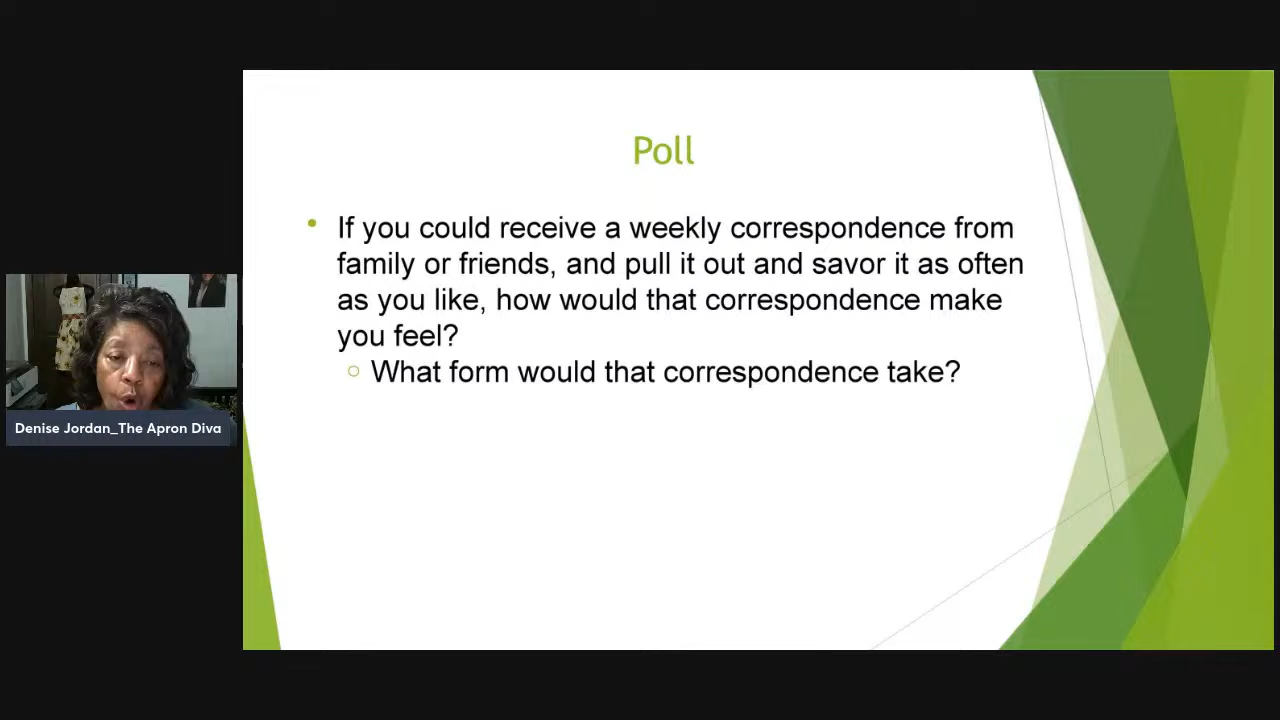 Poll
If you could receive a weekly correspondence from
family or friends, and pull it out and savor it as often
as you like, how would that correspondence make
you feel?
What form would that correspondence take?
Denise Jordan_The Apron Diva